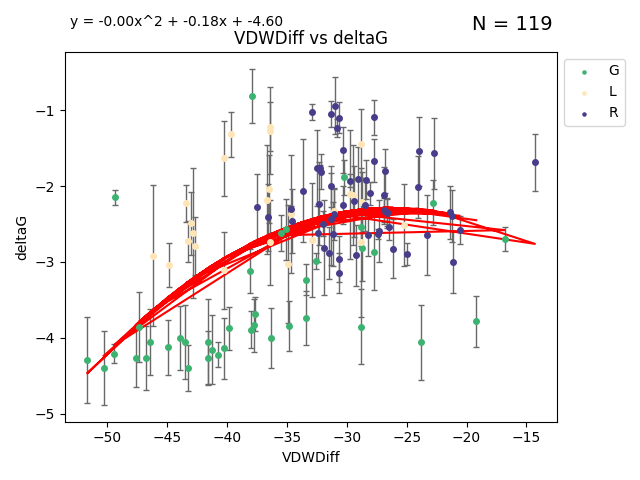 y = -0.00x^2 + -0.18x + -4.60
N = 119
VDWDiff vs deltaG
G
L
R
deltaG
−1
−2
−3
−4
−5
−50 −45 −40 −35 −30 −25 −20 −15
VDWDiff